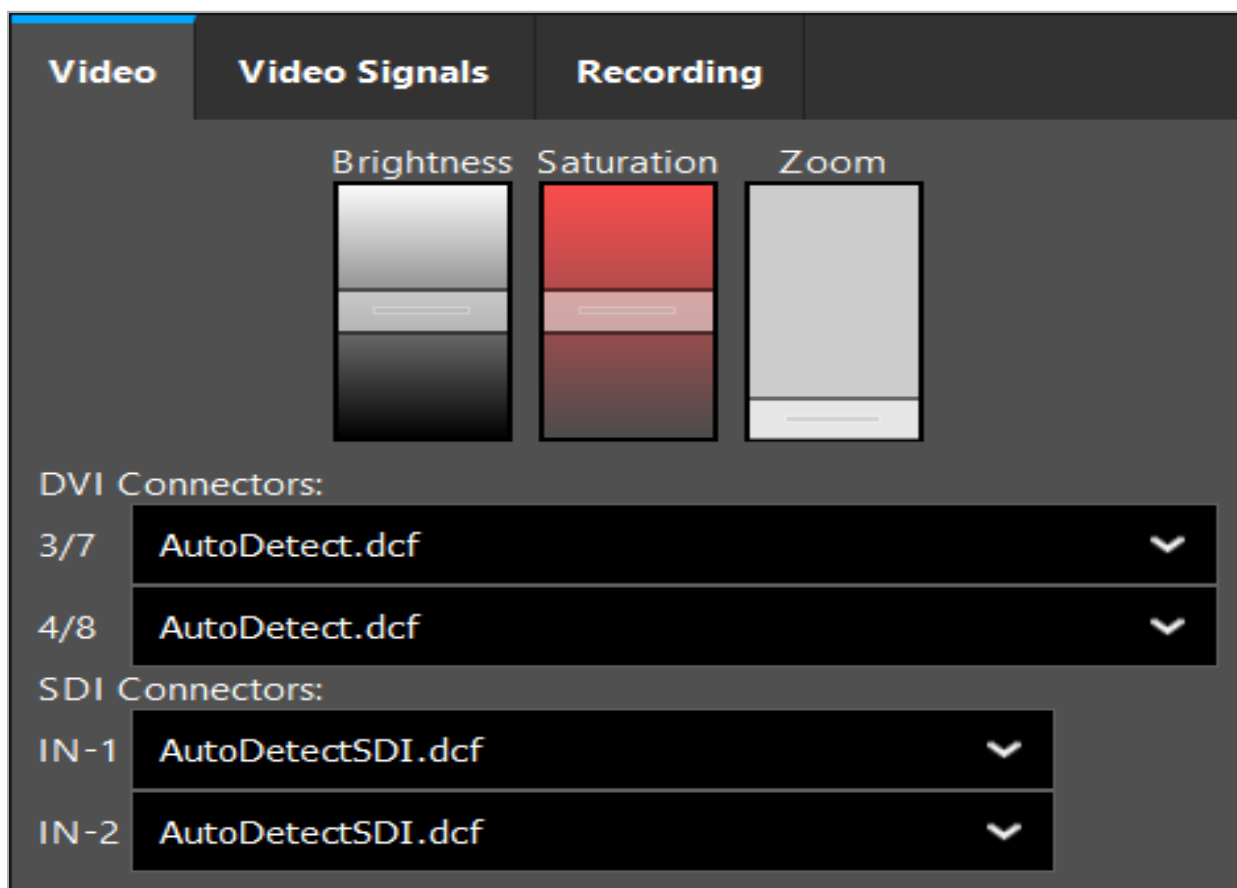 Video Video Signals Recording
Brightness Saturation Zoom
DVI Connectors:
3/7 AutoDetect.dcf
4/8 AutoDetect.dcf
SDI Connectors:
IN-1 AutoDetectSDI.dcf
IN-2 AutoDetectSDI.dcf